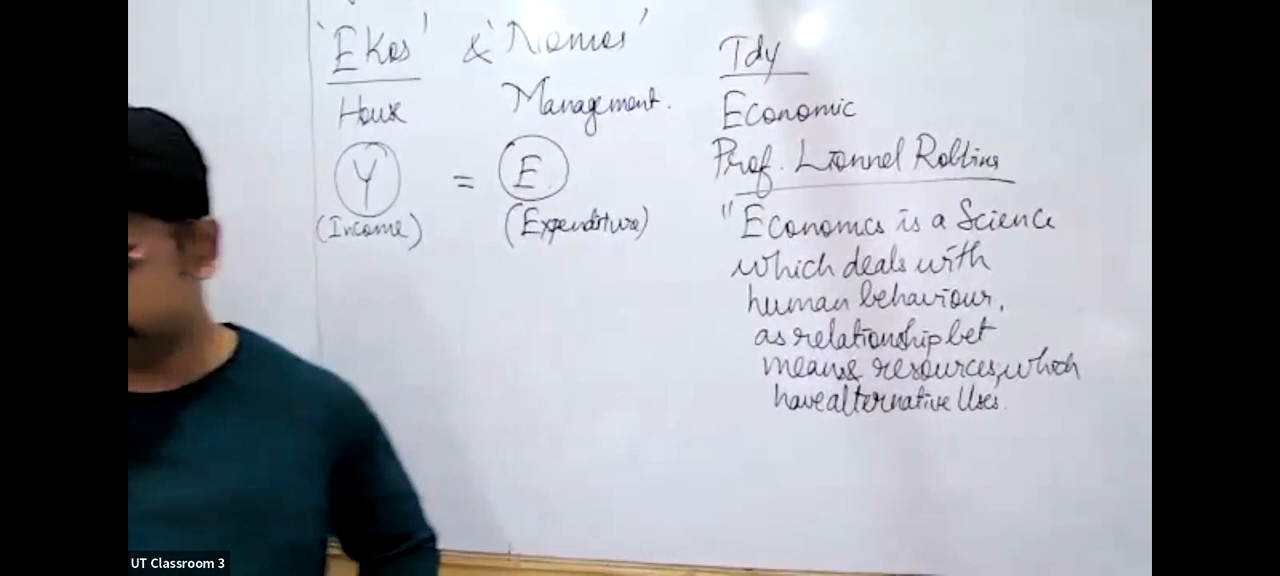 'Ekos' & 'Nomos'
House Management.
Y = E
(Income) (Expenditure)
Tdy
Economic
Prof. Lionnel Robbins
"Economics is a Science
which deals with
human behaviour,
as relationship bet
means & resources, which
have alternative Uses.
UT Classroom 3